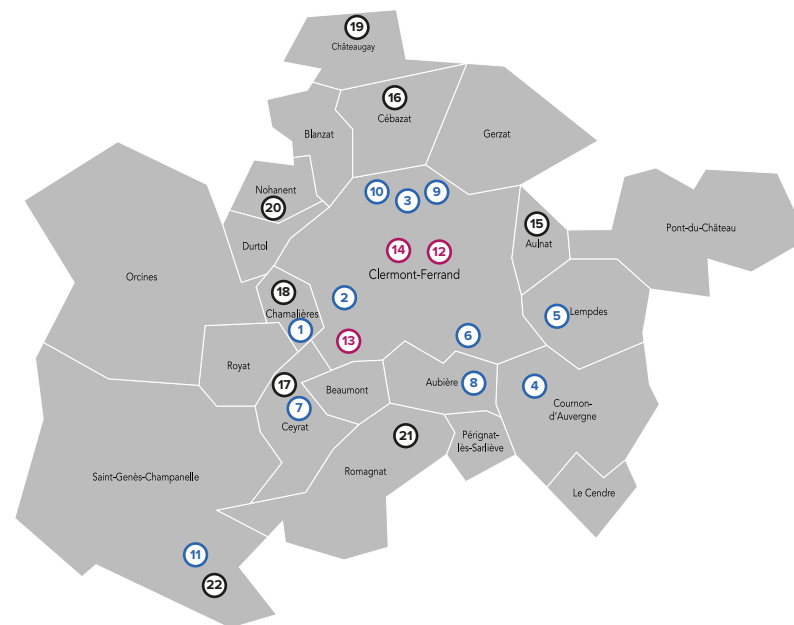 19
Châteaugay
16
Cébazat
Blanzat
Gerzat
Nohanent
20
10
3
9
15
Aulnat
Pont-du-Château
Durtol
14
12
Clermont-Ferrand
Orcines
18
Chamalières
1
2
13
5
Lempdes
6
Royat
17
7
Ceyrat
Beaumont
Aubière
8
4
Cournon-
d'Auvergne
21
Romagnat
Pérignat-
lès-Sarliève
Saint-Genès-Champanelle
Le Cendre
11
22